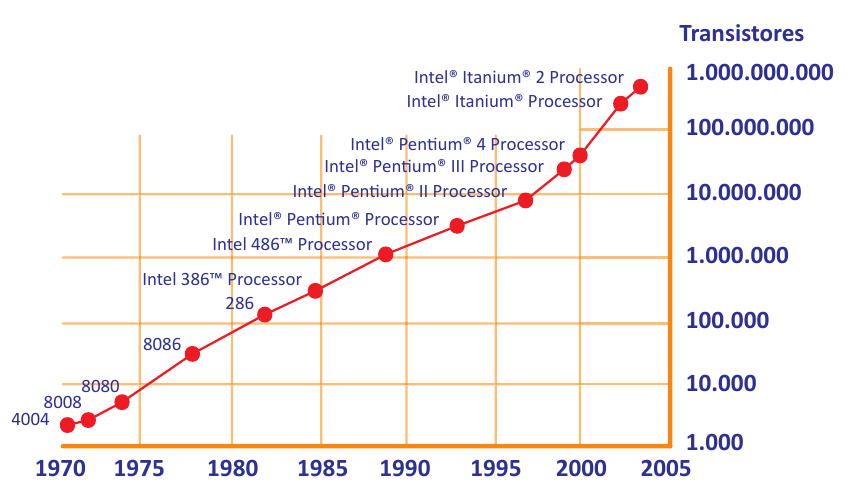 Transistores
Intel® Itanium® 2 Processor
1.000.000.000
Intel® Itanium® Processor
100.000.000
Intel® Pentium® 4 Processor
Intel® Pentium® III Processor
Intel® Pentium® II Processor
10.000.000
Intel® Pentium® Processor
Intel 486™ Processor
1.000.000
Intel 386™ Processor
286
100.000
8086
8080
10.000
8008
4004
1.000
1970 1975 1980 1985 1990 1995 2000 2005